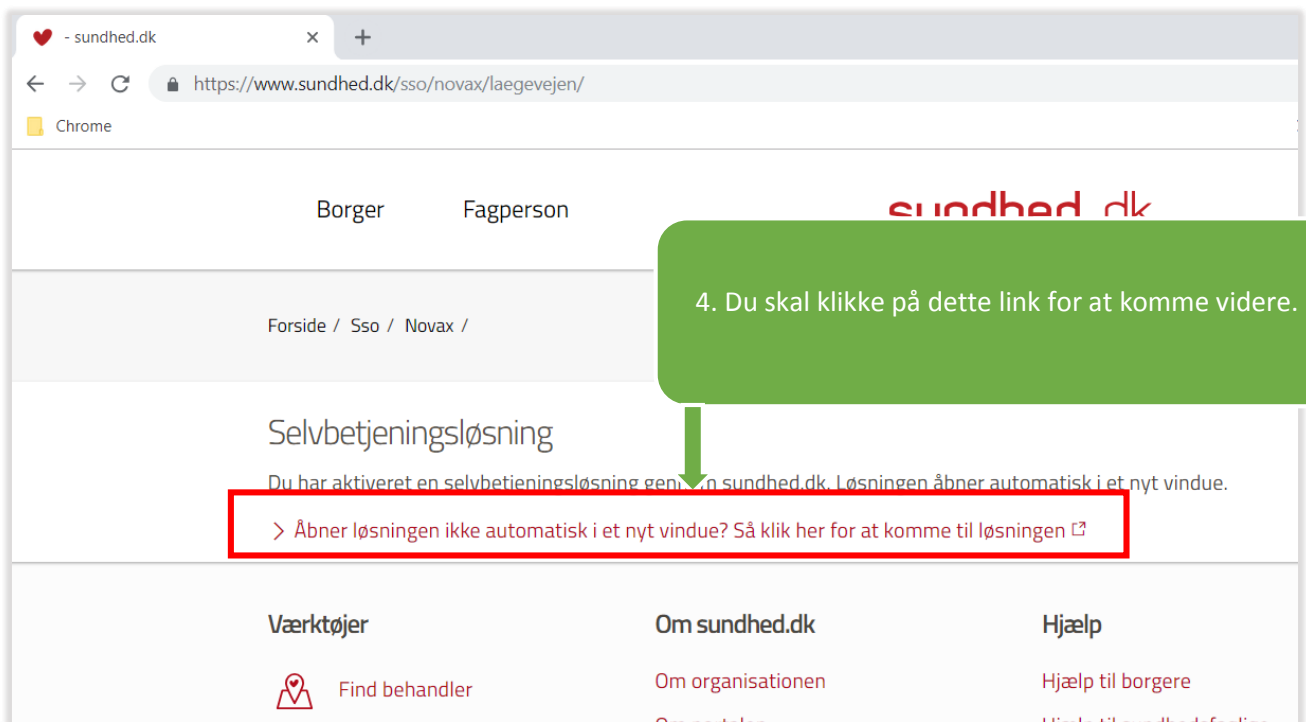 - sundhed.dk
https://www.sundhed.dk/sso/novax/laegevejen/
Chrome
Borger Fagperson
sundhed.dk
4. Du skal klikke på dette link for at komme videre.
Forside / Sso / Novax /
Selvbetjeningsløsning
Du har aktiveret en selvbetjeningsløsning gennem sundhed.dk. Løsningen åbner automatisk i et nyt vindue.
> Åbner løsningen ikke automatisk i et nyt vindue? Så klik her for at komme til løsningen
Værktøjer Om sundhed.dk Hjælp
Find behandler Om organisationen Hjælp til borgere